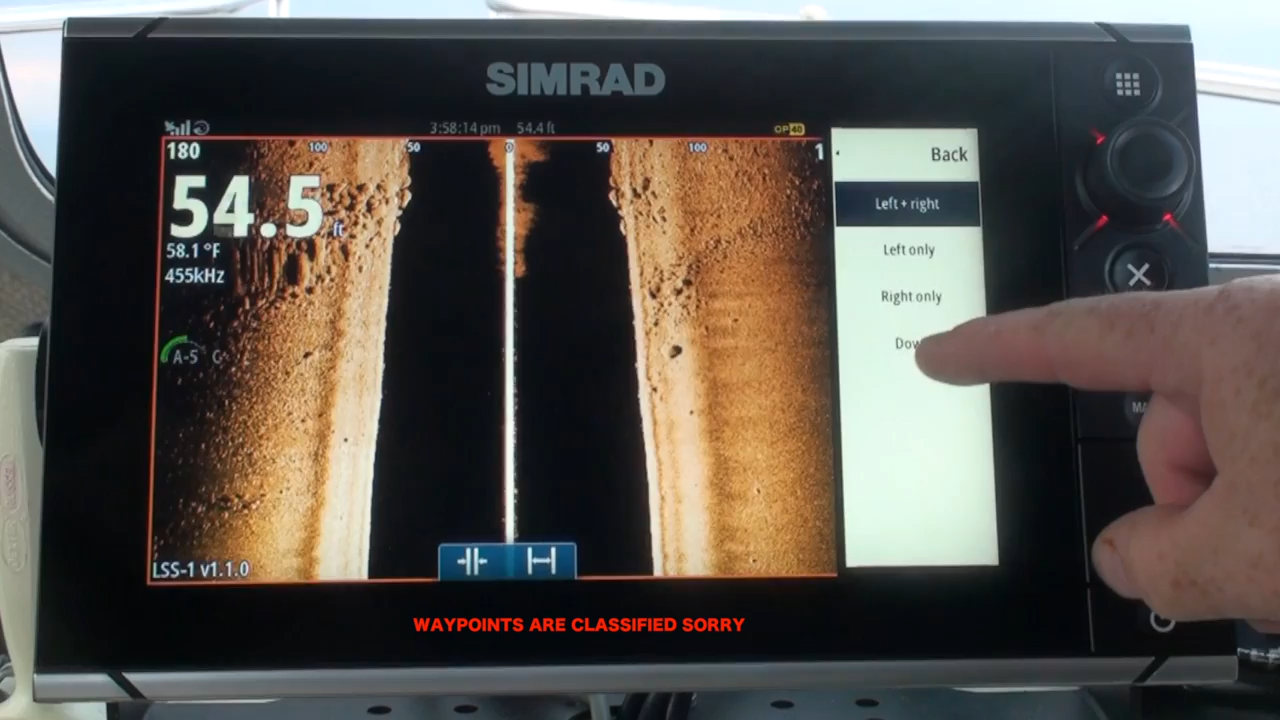 SIMRAD
3:58:14 pm 54.4 ft
180 100 50 0 50 100
54.5 ft
58.1 °F
455kHz
A-5
LSS-1 v1.1.0
Back
Left + right
Left only
Right only
WAYPOINTS ARE CLASSIFIED SORRY